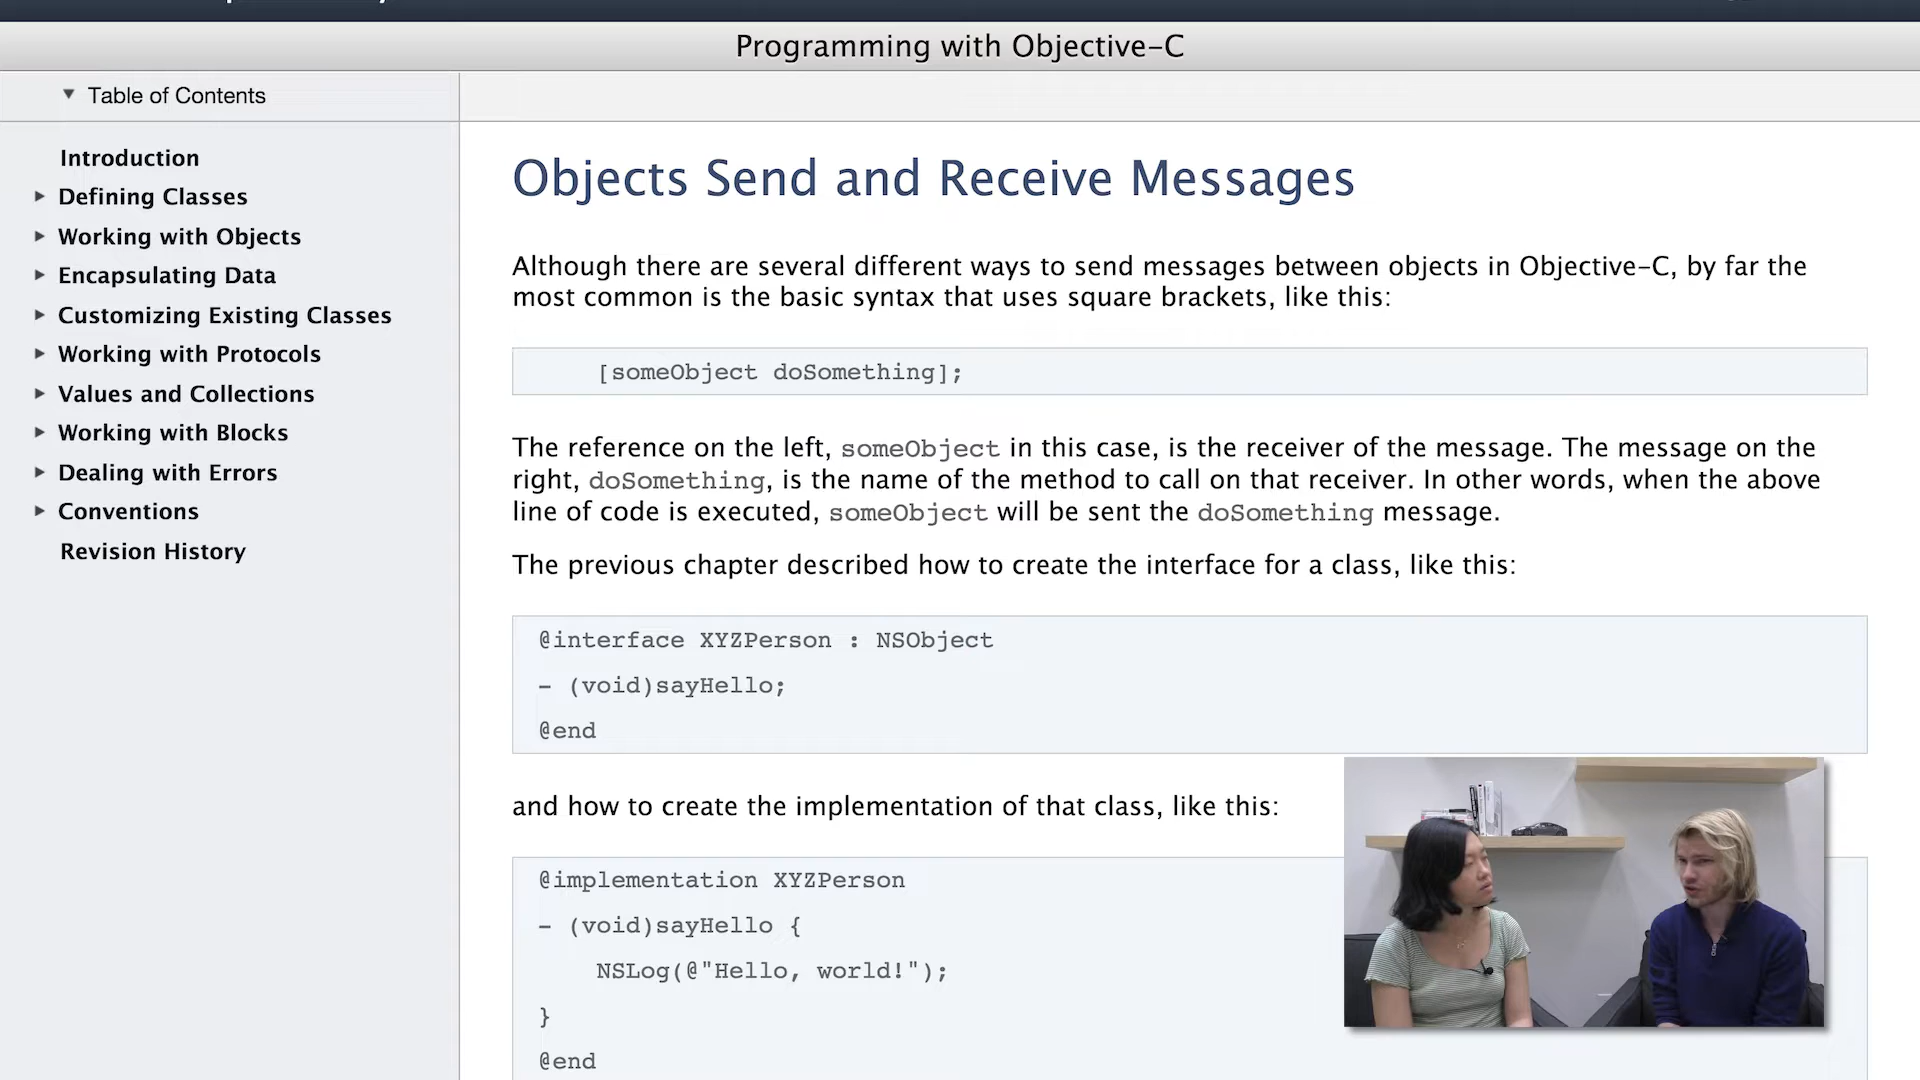 Programming with Objective-C
Table of Contents
Introduction
Defining Classes
Working with Objects
Encapsulating Data
Customizing Existing Classes
Working with Protocols
Values and Collections
Working with Blocks
Dealing with Errors
Conventions
Revision History
Objects Send and Receive Messages
Although there are several different ways to send messages between objects in Objective-C, by far the
most common is the basic syntax that uses square brackets, like this:
[someObject doSomething];
The reference on the left, someObject in this case, is the receiver of the message. The message on the
right, doSomething, is the name of the method to call on that receiver. In other words, when the above
line of code is executed, someObject will be sent the doSomething message.
The previous chapter described how to create the interface for a class, like this:
@interface XYZPerson : NSObject
- (void)sayHello;
@end
and how to create the implementation of that class, like this:
@implementation XYZPerson
- (void)sayHello {
NSLog(@"Hello, world!");
}
@end